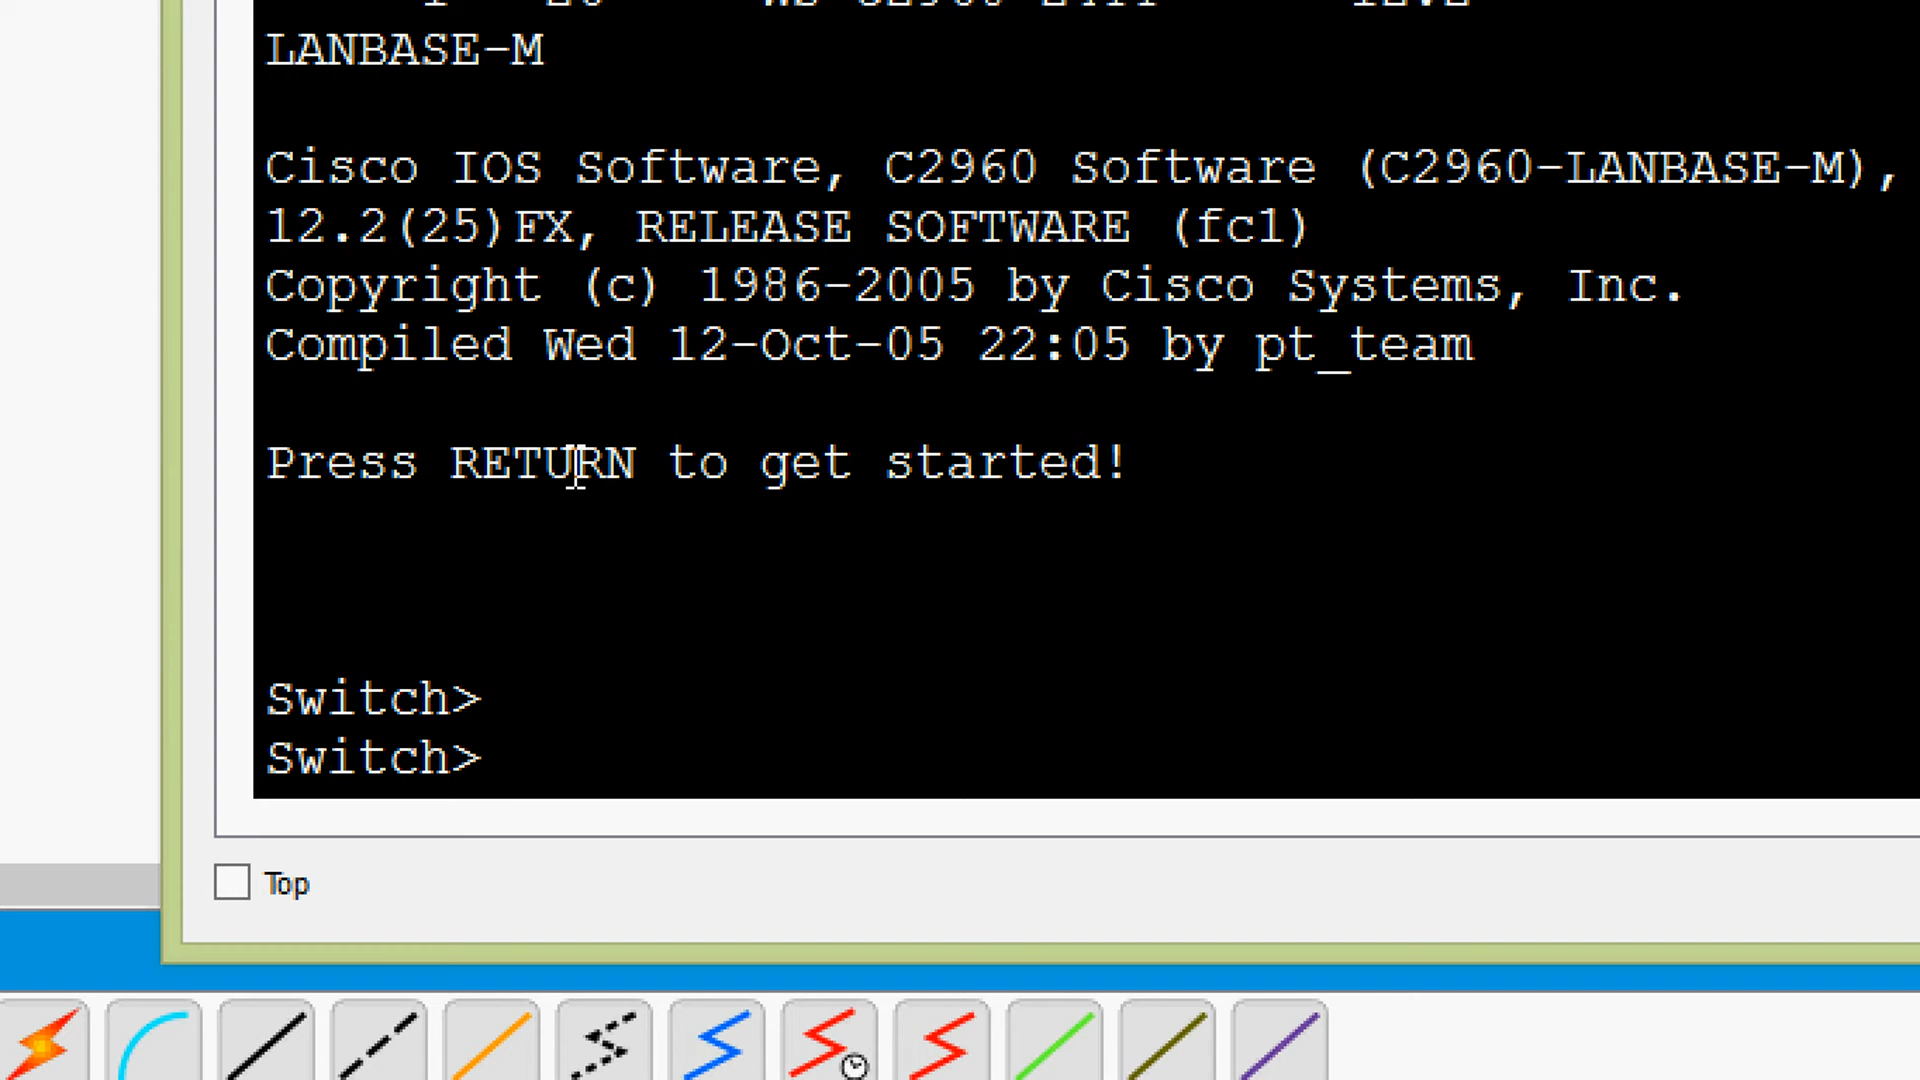 LANBASE-M
Cisco IOS Software, C2960 Software (C2960-LANBASE-M),
12.2(25)FX, RELEASE SOFTWARE (fc1)
Copyright (c) 1986-2005 by Cisco Systems, Inc.
Compiled Wed 12-Oct-05 22:05 by pt_team
Press RETURN to get started!
Switch>
Switch>
Top